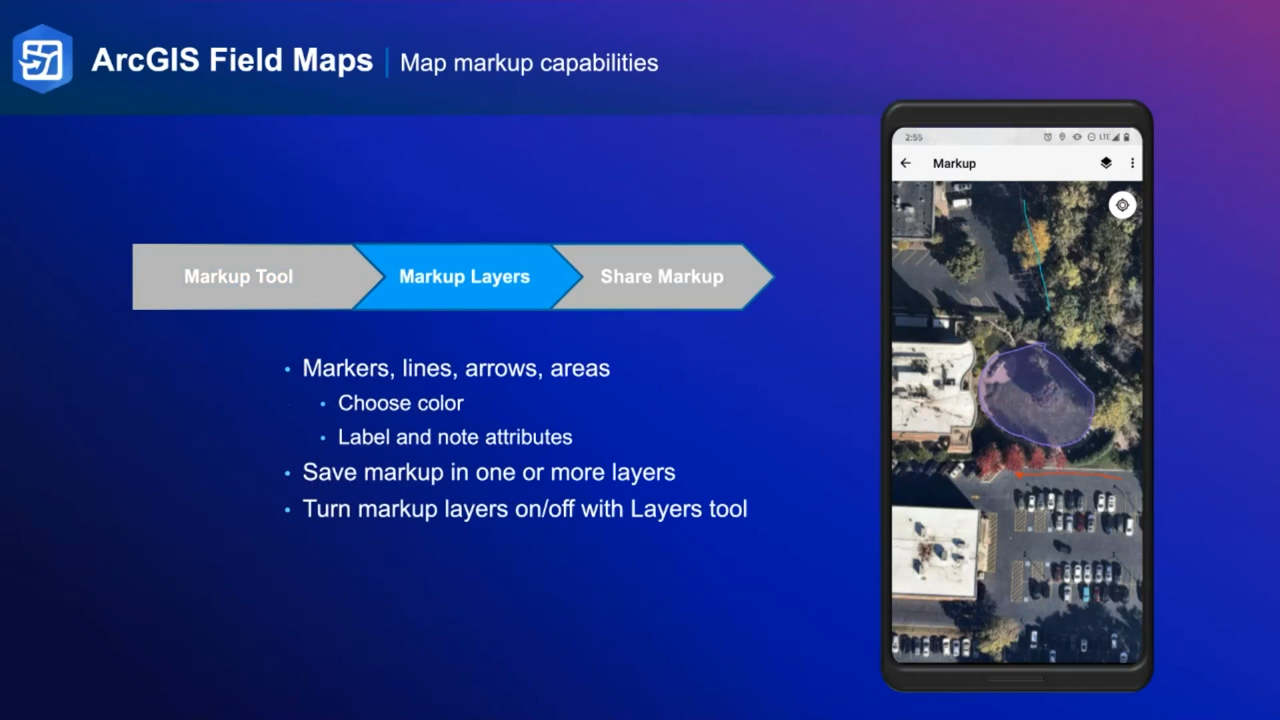 ArcGIS Field Maps | Map markup capabilities
2:55 LTE
Markup
Markup Tool Markup Layers Share Markup
• Markers, lines, arrows, areas
• Choose color
• Label and note attributes
• Save markup in one or more layers
• Turn markup layers on/off with Layers tool